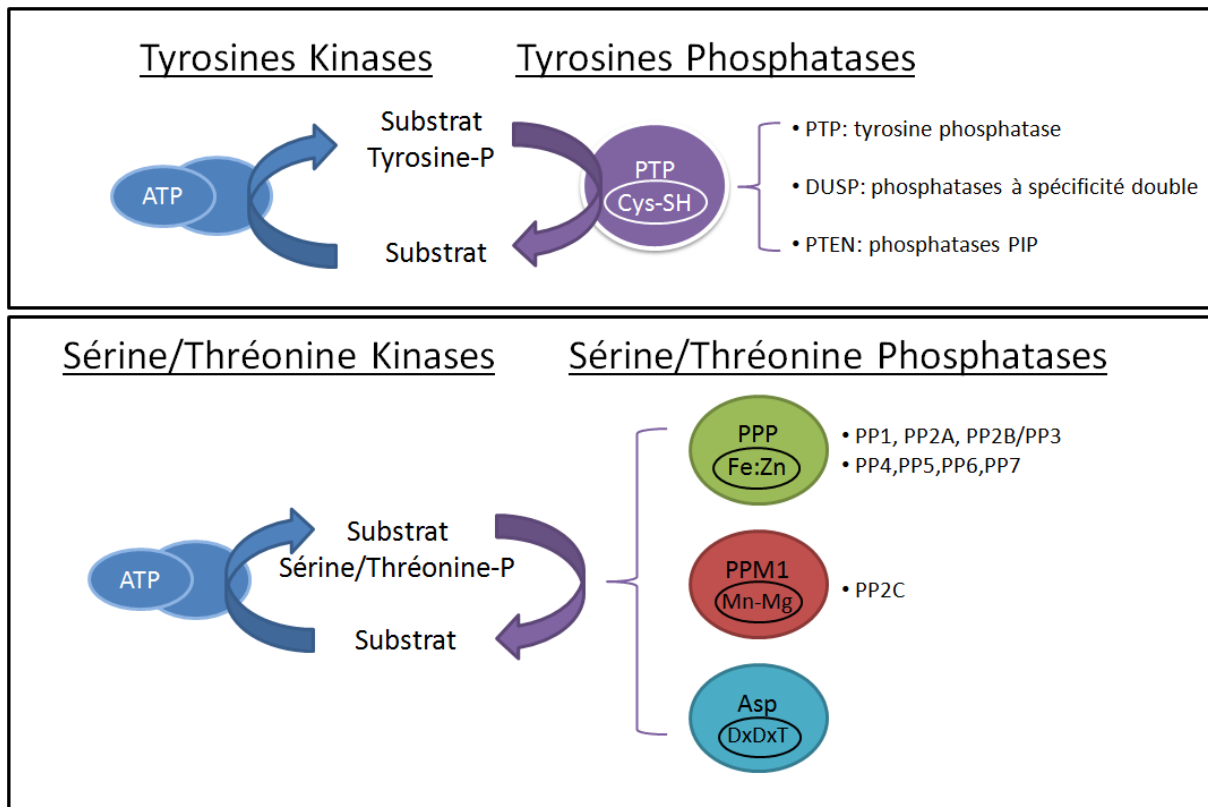 Tyrosines Kinases
Tyrosines Phosphatases
Substrat
Tyrosine-P
ATP
Substrat
PTP
Cys-SH
• PTP: tyrosine phosphatase
• DUSP: phosphatases à spécificité double
• PTEN: phosphatases PIP
Sérine/Thréonine Kinases
Sérine/Thréonine Phosphatases
Substrat
Sérine/Thréonine-P
ATP
Substrat
PPP
Fe:Zn
• PP1, PP2A, PP2B/PP3
• PP4,PP5,PP6,PP7
PPM1
Mn-Mg
• PP2C
Asp
DxDxT